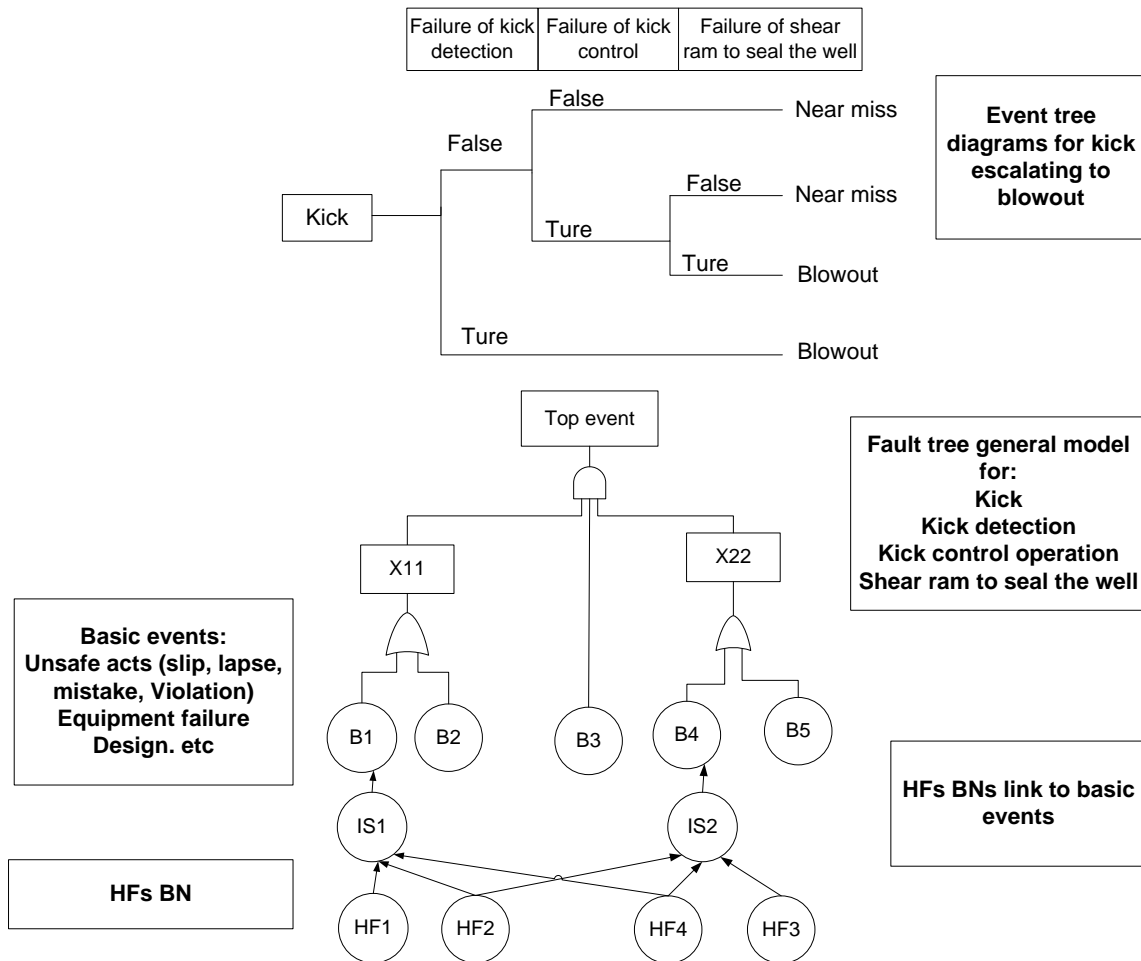 Failure of kick
detection
Failure of kick
control
Failure of shear
ram to seal the well
False
Near miss
False
False
Near miss
Kick
Ture
Ture
Blowout
Ture
Blowout
Event tree
diagrams for kick
escalating to
blowout
Top event
X11
X22
Fault tree general model
for:
Kick
Kick detection
Kick control operation
Shear ram to seal the well
Basic events:
Unsafe acts (slip, lapse,
mistake, Violation)
Equipment failure
Design. etc
B1
B2
B3
B4
B5
IS1
IS2
HFs BNs link to basic
events
HFs BN
HF1
HF2
HF4
HF3